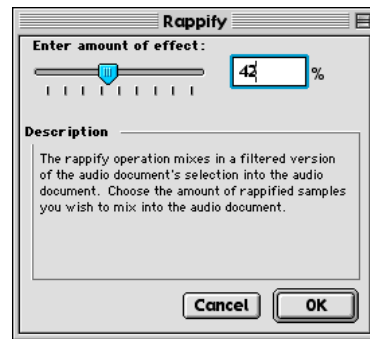 Rappify
Enter amount of effect:
42 %
Description
The rappify operation mixes in a filtered version
of the audio document's selection into the audio
document. Choose the amount of rappified samples
you wish to mix into the audio document.
Cancel OK